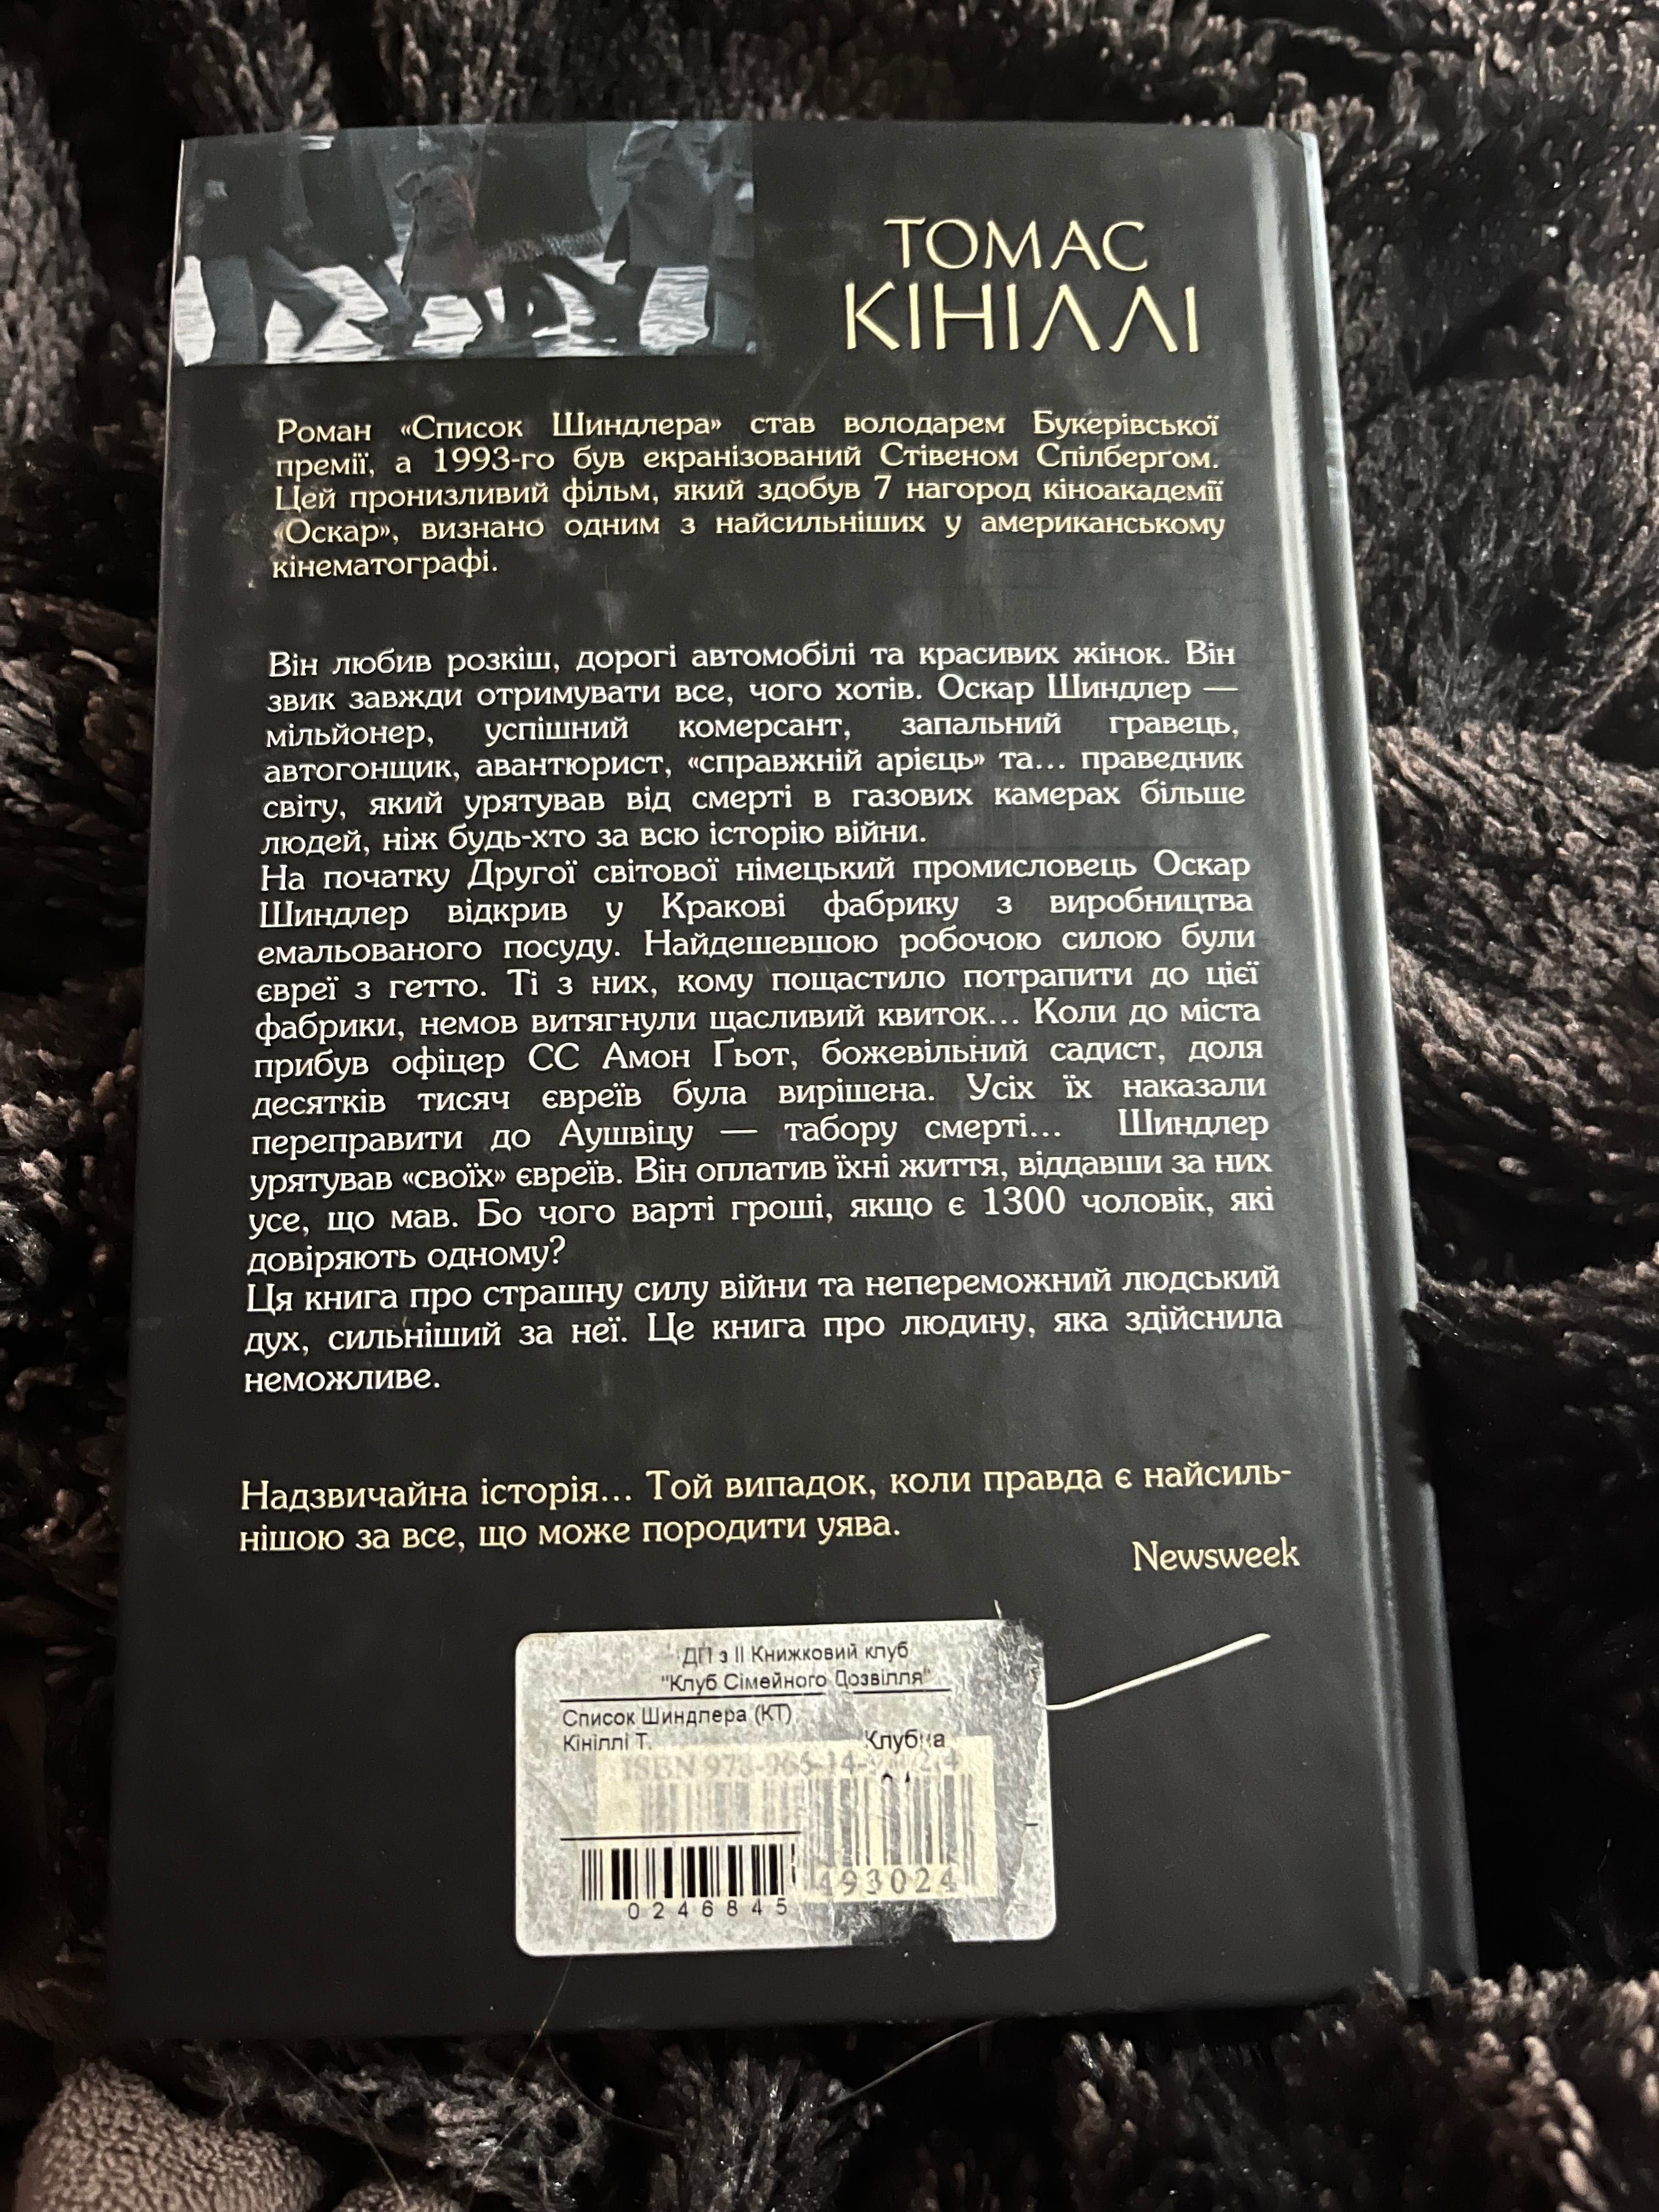 ТОМАС
КІНІЛЛІ
Роман «Список Шиндлера» став володарем Букерівської
премії, а 1993-го був екранізований Стівеном Спілбергом.
Цей пронизливий фільм, який здобув 7 нагород кіноакадемії
«Оскар», визнано одним з найсильніших у американському
кінематографі.
Він любив розкіш, дорогі автомобілі та красивих жінок. Він
звик завжди отримувати все, чого хотів. Оскар Шиндлер —
мільйонер, успішний комерсант, запальний гравець,
автогонщик, авантюрист, «справжній арієць» та... праведник
світу, який урятував від смерті в газових камерах більше
людей, ніж будь-хто за всю історію війни.
На початку Другої світової німецький промисловець Оскар
Шиндлер відкрив у Кракові фабрику з виробництва
емальованого посуду. Найдешевшою робочою силою були
євреї з гетто. Ті з них, кому пощастило потрапити до цієї
фабрики, немов витягнули щасливий квиток... Коли до міста
прибув офіцер СС Амон Ґьот, божевільний садист, доля
десятків тисяч євреїв була вирішена. Усіх їх наказали
переправити до Аушвіцу — табору смерті... Шиндлер
урятував «своїх» євреїв. Він оплатив їхні життя, віддавши за них
усе, що мав. Бо чого варті гроші, якщо є 1300 чоловік, які
довіряють одному?
Ця книга про страшну силу війни та непереможний людський
дух, сильніший за неї. Це книга про людину, яка здійснила
неможливе.
Надзвичайна історія... Той випадок, коли правда є найсиль-
нішою за все, що може породити уява.
Newsweek
ДП з ІІ Книжковий клуб
"Клуб Сімейного Дозвілля"
Список Шиндлера (КТ)
Кініллі Т. Клубна
ISBN
493024
0246845